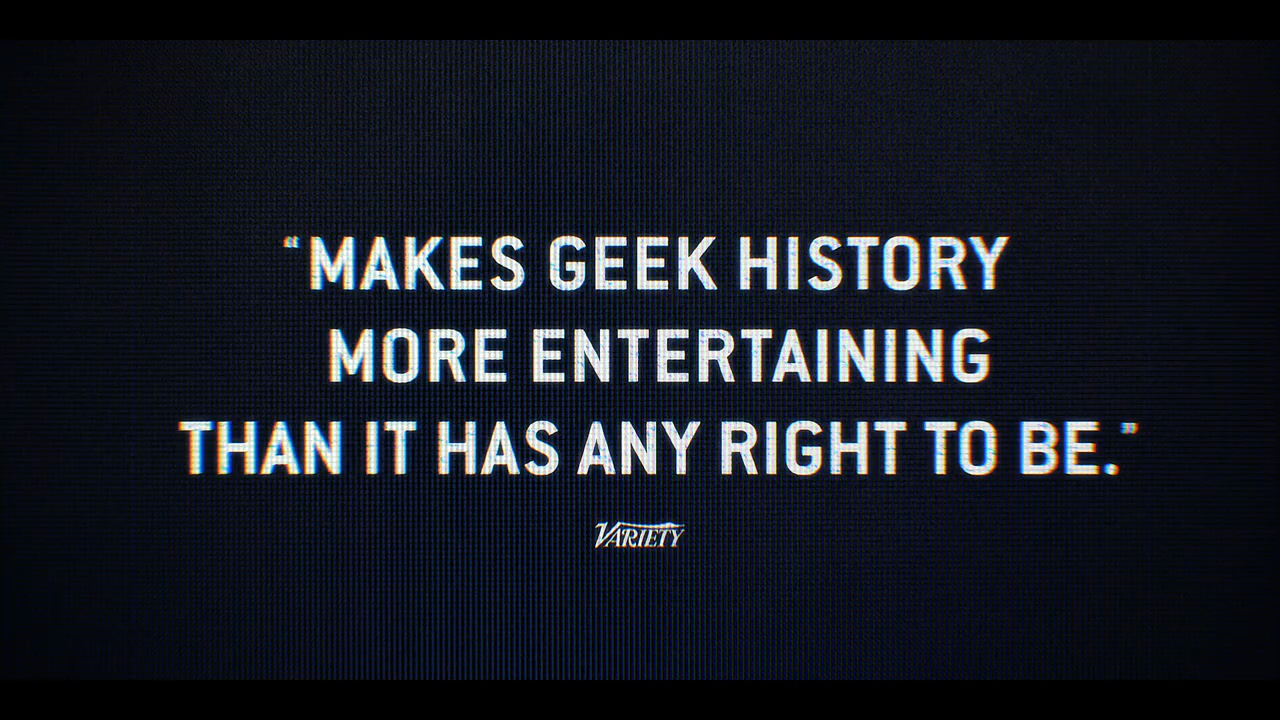 “MAKES GEEK HISTORY
MORE ENTERTAINING
THAN IT HAS ANY RIGHT TO BE.”
VARIETY